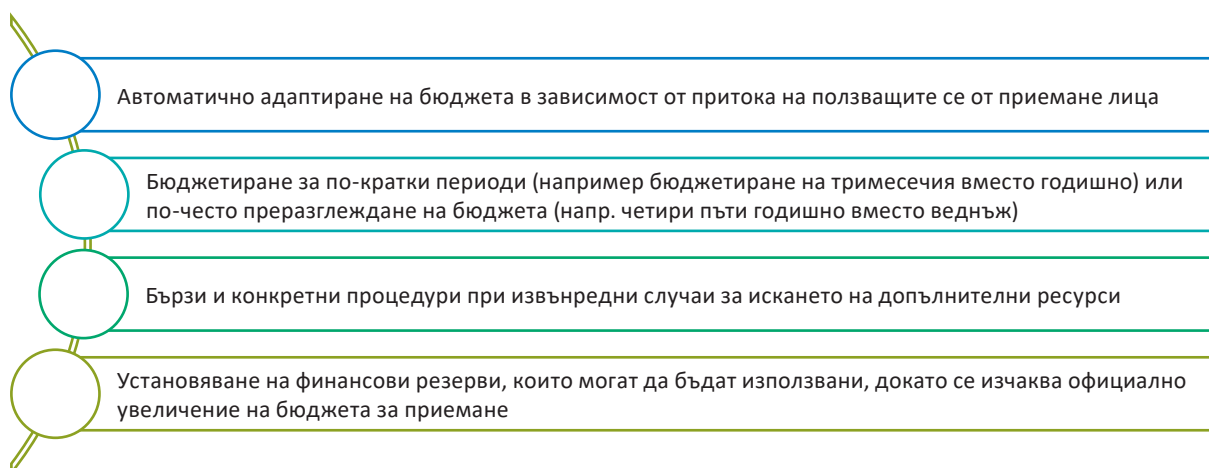 Автоматично адаптиране на бюджета в зависимост от притока на ползващите се от приемане лица
Бюджетиране за по-кратки периоди (например бюджетиране на тримесечия вместо годишно) или
по-често преразглеждане на бюджета (напр. четири пъти годишно вместо веднъж)
Бързи и конкретни процедури при извънредни случаи за искането на допълнителни ресурси
Установяване на финансови резерви, които могат да бъдат използвани, докато се изчаква официално
увеличение на бюджета за приемане